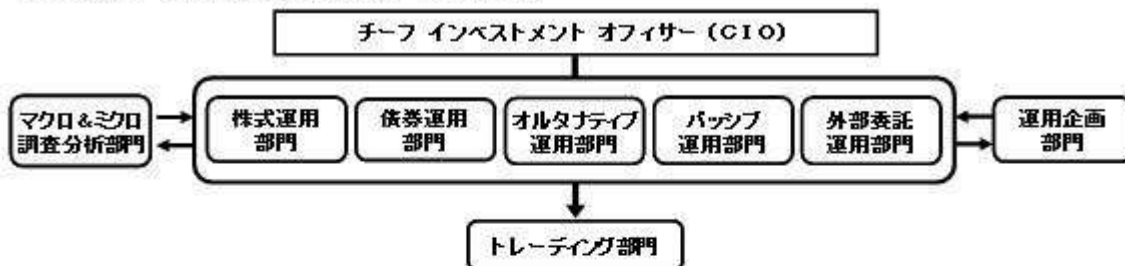 チーフ インベストメント オフィサー (CIO)
マクロ&ミクロ
調査分析部門
株式運用
部門
債券運用
部門
オルタナティブ
運用部門
パッシブ
運用部門
外部委託
運用部門
運用企画
部門
トレーディング部門